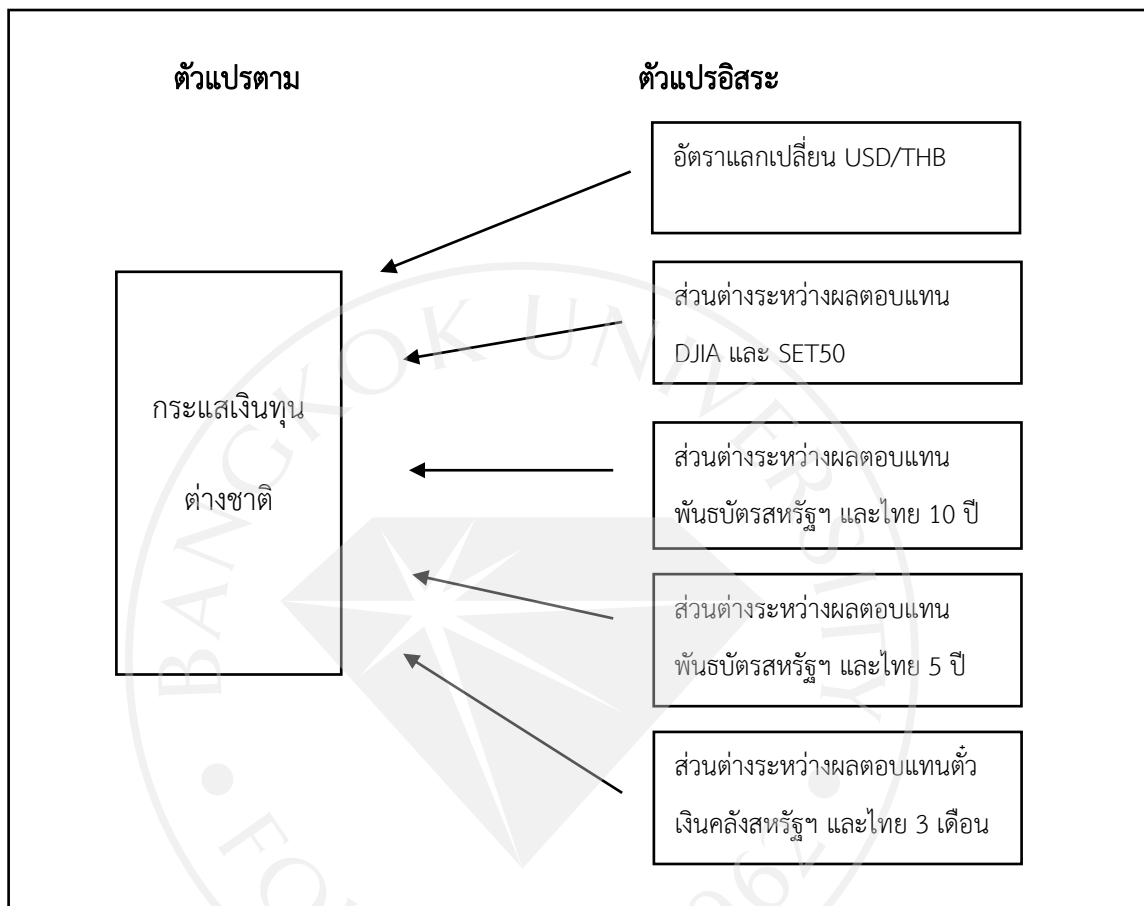 ตัวแปรตาม
ตัวแปรอิสระ
อัตราแลกเปลี่ยน USD/THB
ส่วนต่างระหว่างผลตอบแทน
DJIA และ SET50
กระแสเงินทุน
ต่างชาติ
ส่วนต่างระหว่างผลตอบแทน
พันธบัตรสหรัฐฯ และไทย 10 ปี
ส่วนต่างระหว่างผลตอบแทน
พันธบัตรสหรัฐฯ และไทย 5 ปี
ส่วนต่างระหว่างผลตอบแทนตั๋ว
เงินคลังสหรัฐฯ และไทย 3 เดือน
BANGKOK UNIVERSITY